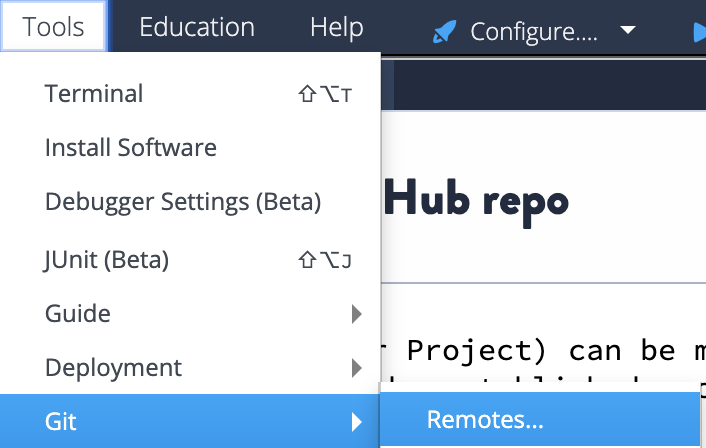 Tools Education Help Configure....
Terminal ⇧⌥T
Install Software
Hub repo
Debugger Settings (Beta)
JUnit (Beta) ⇧⌥J
Guide
r Project) can be m
Deployment
Git
Remotes...